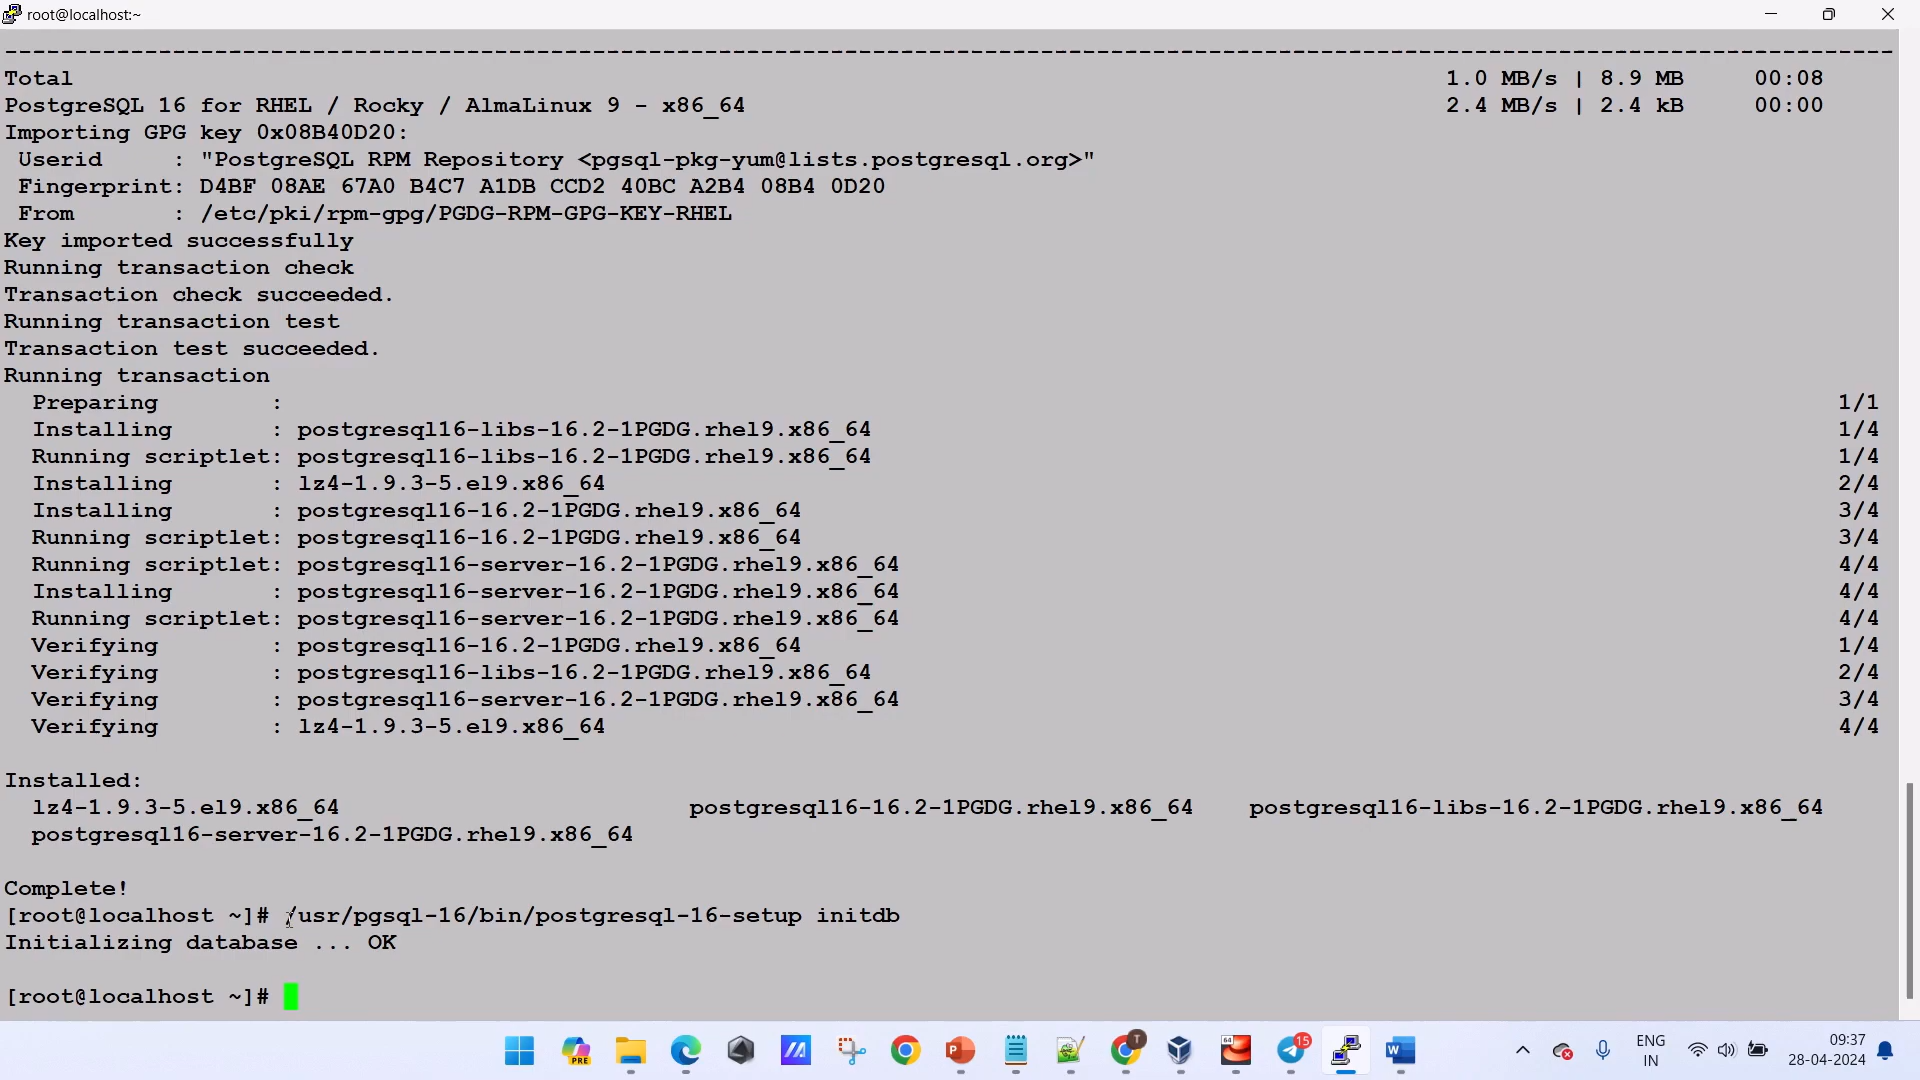 root@localhost:~
Total 1.0 MB/s | 8.9 MB 00:08
PostgreSQL 16 for RHEL / Rocky / AlmaLinux 9 - x86_64 2.4 MB/s | 2.4 kB 00:00
Importing GPG key 0x08B40D20:
Userid : "PostgreSQL RPM Repository <pgsql-pkg-yum@lists.postgresql.org>"
Fingerprint: D4BF 08AE 67A0 B4C7 A1DB CCD2 40BC A2B4 08B4 0D20
From : /etc/pki/rpm-gpg/PGDG-RPM-GPG-KEY-RHEL
Key imported successfully
Running transaction check
Transaction check succeeded.
Running transaction test
Transaction test succeeded.
Running transaction
Preparing : 1/1
Installing : postgresql16-libs-16.2-1PGDG.rhel9.x86_64 1/4
Running scriptlet: postgresql16-libs-16.2-1PGDG.rhel9.x86_64 1/4
Installing : lz4-1.9.3-5.el9.x86_64 2/4
Installing : postgresql16-16.2-1PGDG.rhel9.x86_64 3/4
Running scriptlet: postgresql16-16.2-1PGDG.rhel9.x86_64 3/4
Running scriptlet: postgresql16-server-16.2-1PGDG.rhel9.x86_64 4/4
Installing : postgresql16-server-16.2-1PGDG.rhel9.x86_64 4/4
Running scriptlet: postgresql16-server-16.2-1PGDG.rhel9.x86_64 4/4
Verifying : postgresql16-16.2-1PGDG.rhel9.x86_64 1/4
Verifying : postgresql16-libs-16.2-1PGDG.rhel9.x86_64 2/4
Verifying : postgresql16-server-16.2-1PGDG.rhel9.x86_64 3/4
Verifying : lz4-1.9.3-5.el9.x86_64 4/4
Installed:
lz4-1.9.3-5.el9.x86_64 postgresql16-16.2-1PGDG.rhel9.x86_64 postgresql16-libs-16.2-1PGDG.rhel9.x86_64
postgresql16-server-16.2-1PGDG.rhel9.x86_64
Complete!
[root@localhost ~]# /usr/pgsql-16/bin/postgresql-16-setup initdb
Initializing database ... OK
[root@localhost ~]#
PRE
P
T
64
15
W
ENG
IN
09:37
28-04-2024